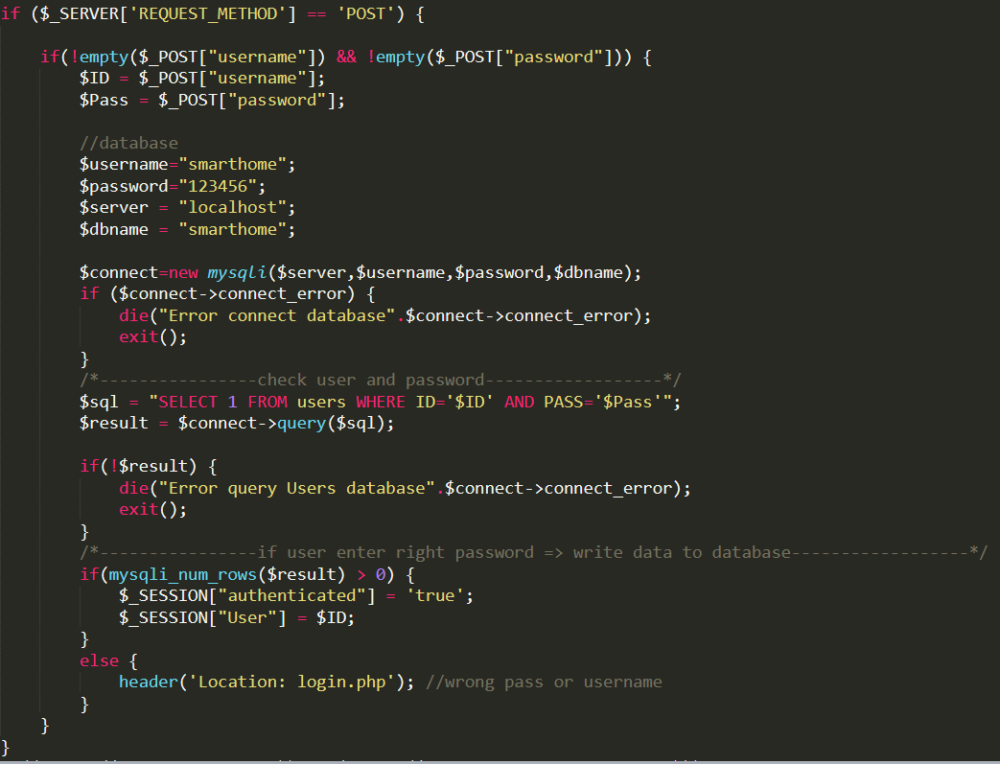 if ($_SERVER['REQUEST_METHOD'] == 'POST') {
if(!empty($_POST["username"]) && !empty($_POST["password"])) {
$ID = $_POST["username"];
$Pass = $_POST["password"];
//database
$username="smarthome";
$password="123456";
$server = "localhost";
$dbname = "smarthome";
$connect=new mysqli($server,$username,$password,$dbname);
if ($connect->connect_error) {
die("Error connect database".$connect->connect_error);
exit();
}
/*----------------check user and password------------------*/
$sql = "SELECT 1 FROM users WHERE ID='$ID' AND PASS='$Pass'";
$result = $connect->query($sql);
if(!$result) {
die("Error query Users database".$connect->connect_error);
exit();
}
/*----------------if user enter right password => write data to database------------------*/
if(mysqli_num_rows($result) > 0) {
$_SESSION["authenticated"] = 'true';
$_SESSION["User"] = $ID;
}
else {
header('Location: login.php'); //wrong pass or username
}
}
}